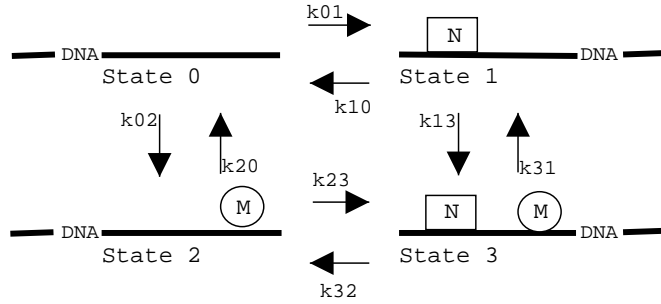 k01
N
DNA
DNA
State 0
State 1
k10
k02
k13
k20
k31
k23
M
N
M
DNA
DNA
State 2
State 3
k32